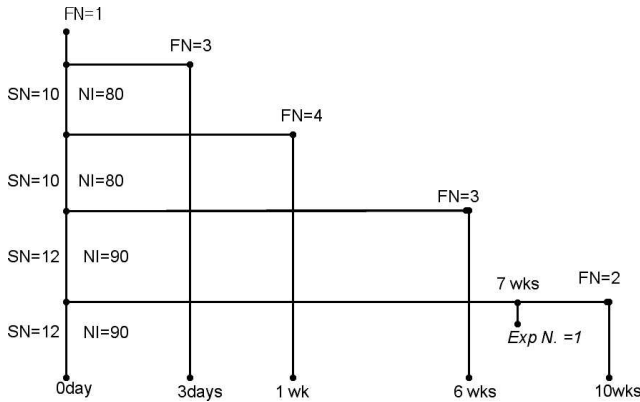 FN=1
FN=3
SN=10 NI=80
FN=4
SN=10 NI=80
FN=3
SN=12 NI=90
7 wks FN=2
SN=12 NI=90
Exp N. =1
0day 3days 1 wk 6 wks 10wks